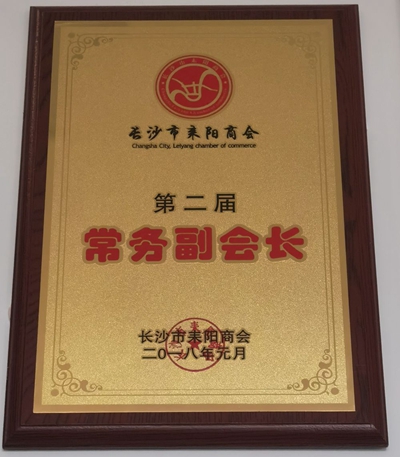 长沙市耒阳商会
Changsha City, Leiyang chamber of commerce
第二届
常务副会长
长沙市耒阳商会
二〇一八年元月